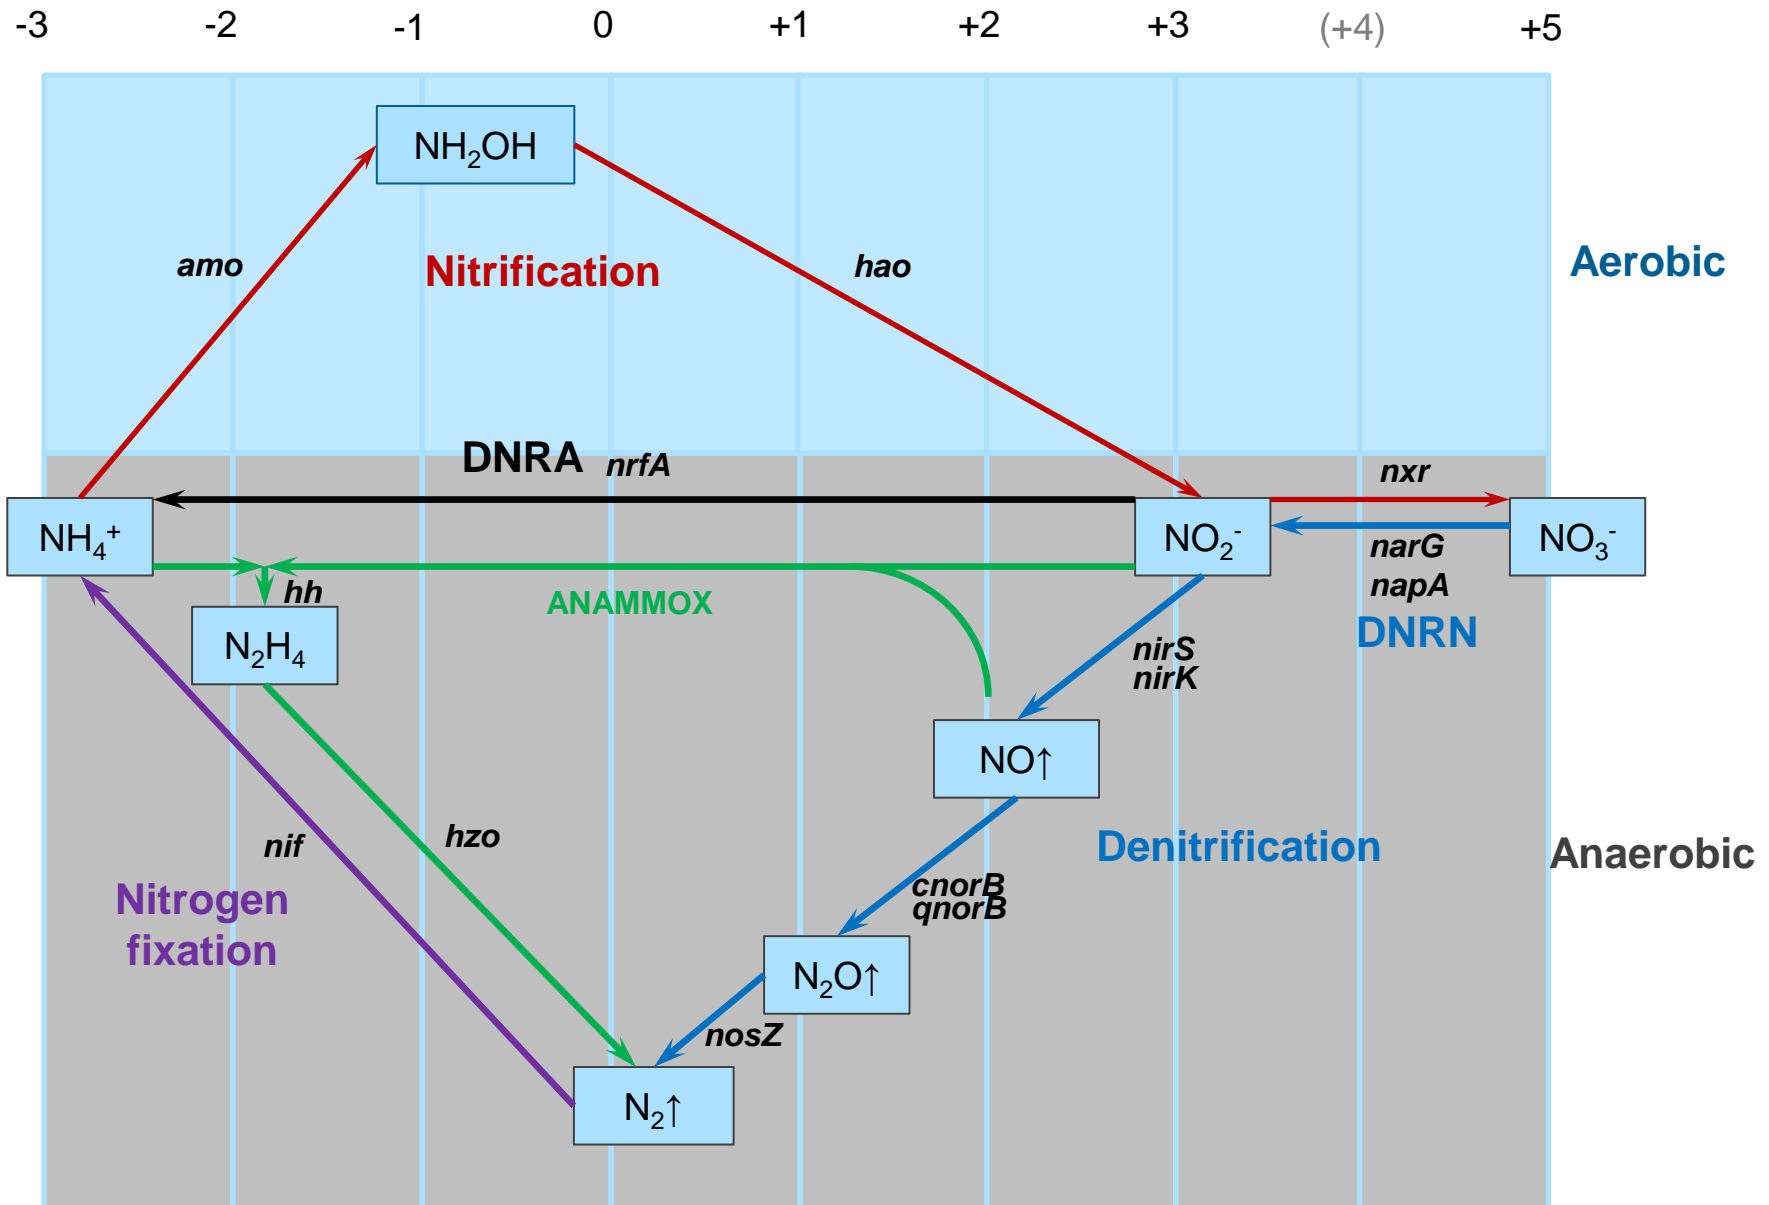 -3 -2 -1 0 +1 +2 +3 (+4) +5
NH₂OH
amo
Nitrification
hao
Aerobic
DNRA nrfA
nxr
NH₄⁺
NO₂⁻
NO₃⁻
narG
napA
DNRN
hh
ANAMMOX
N₂H₄
nirS
nirK
NO↑
nif
hzo
Denitrification
Anaerobic
Nitrogen
fixation
cnorB
qnorB
N₂O↑
nosZ
N₂↑